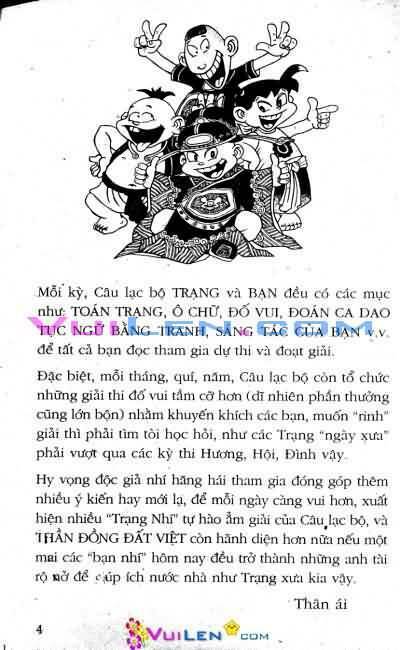 Mỗi kỳ, Câu lạc bộ TRẠNG và BẠN đều có các mục
như: TOÁN TRẠNG, Ô CHỮ, ĐỐ VUI, ĐOÁN CA DAO
TỤC NGỮ BẰNG TRANH, SÁNG TÁC CỦA BẠN v.v.
để tất cả bạn đọc tham gia dự thi và đoạt giải.
VUILEN.COM
Đặc biệt, mỗi tháng, quí, năm, Câu lạc bộ còn tổ chức
những giải thi đố vui tầm cỡ hơn (dĩ nhiên phần thưởng
cũng lớn bộn) nhằm khuyến khích các bạn, muốn "rinh"
giải thì phải tìm tòi học hỏi, như các Trạng "ngày xưa"
phải vượt qua các kỳ thi Hương, Hội, Đình vậy.
Hy vọng độc giả nhí hăng hái tham gia đóng góp thêm
nhiều ý kiến hay mới lạ, để mỗi ngày càng vui hơn, xuất
hiện nhiều "Trạng Nhí" tự hào ẵm giải của Câu lạc bộ, và
THẦN ĐỒNG ĐẤT VIỆT còn hãnh diện hơn nữa nếu một
mai các "bạn nhí" hôm nay đều trở thành những anh tài
rộ nở để giúp ích nước nhà như Trạng xưa kia vậy.
Thân ái
4
VUILEN.COM